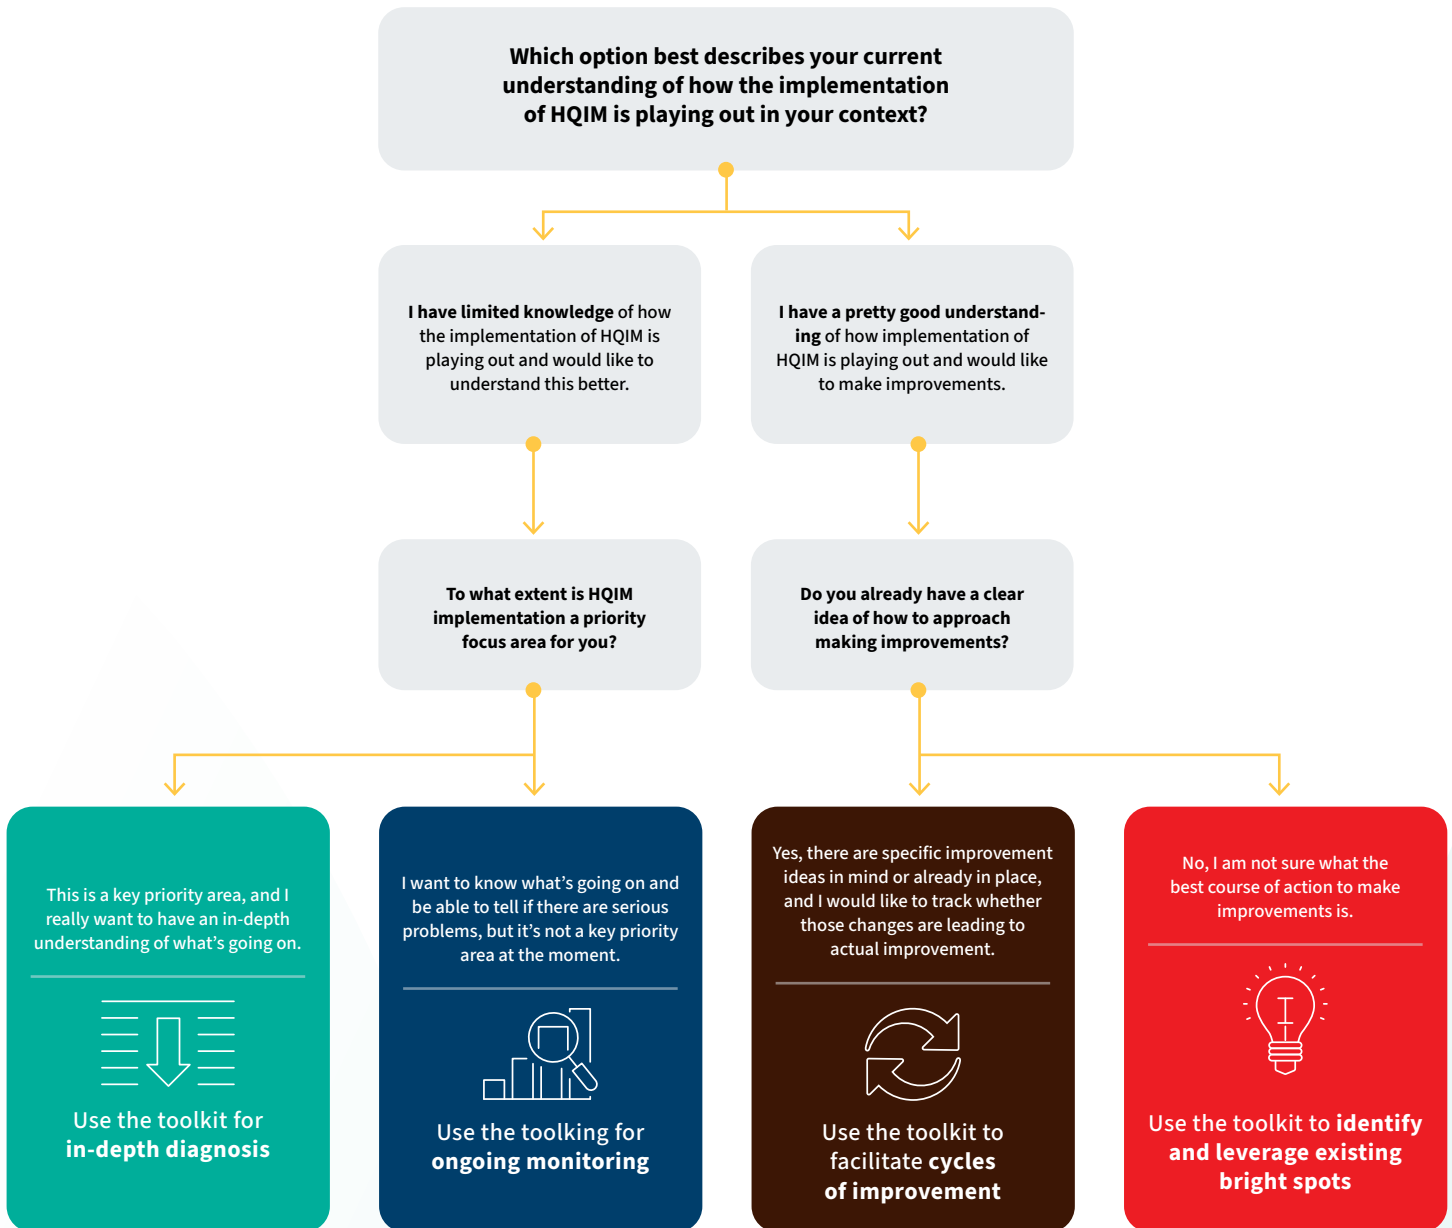 Which option best describes your current
understanding of how the implementation
of HQIM is playing out in your context?
I have limited knowledge of how
the implementation of HQIM is
playing out and would like to
understand this better.
I have a pretty good understand-
ing of how implementation of
HQIM is playing out and would like
to make improvements.
To what extent is HQIM
implementation a priority
focus area for you?
Do you already have a clear
idea of how to approach
making improvements?
This is a key priority area, and I
really want to have an in-depth
understanding of what’s going on.
Use the toolkit for
in-depth diagnosis
I want to know what’s going on and
be able to tell if there are serious
problems, but it’s not a key priority
area at the moment.
Use the toolking for
ongoing monitoring
Yes, there are specific improvement
ideas in mind or already in place,
and I would like to track whether
those changes are leading to
actual improvement.
Use the toolkit to
facilitate cycles
of improvement
No, I am not sure what the
best course of action to make
improvements is.
Use the toolkit to identify
and leverage existing
bright spots